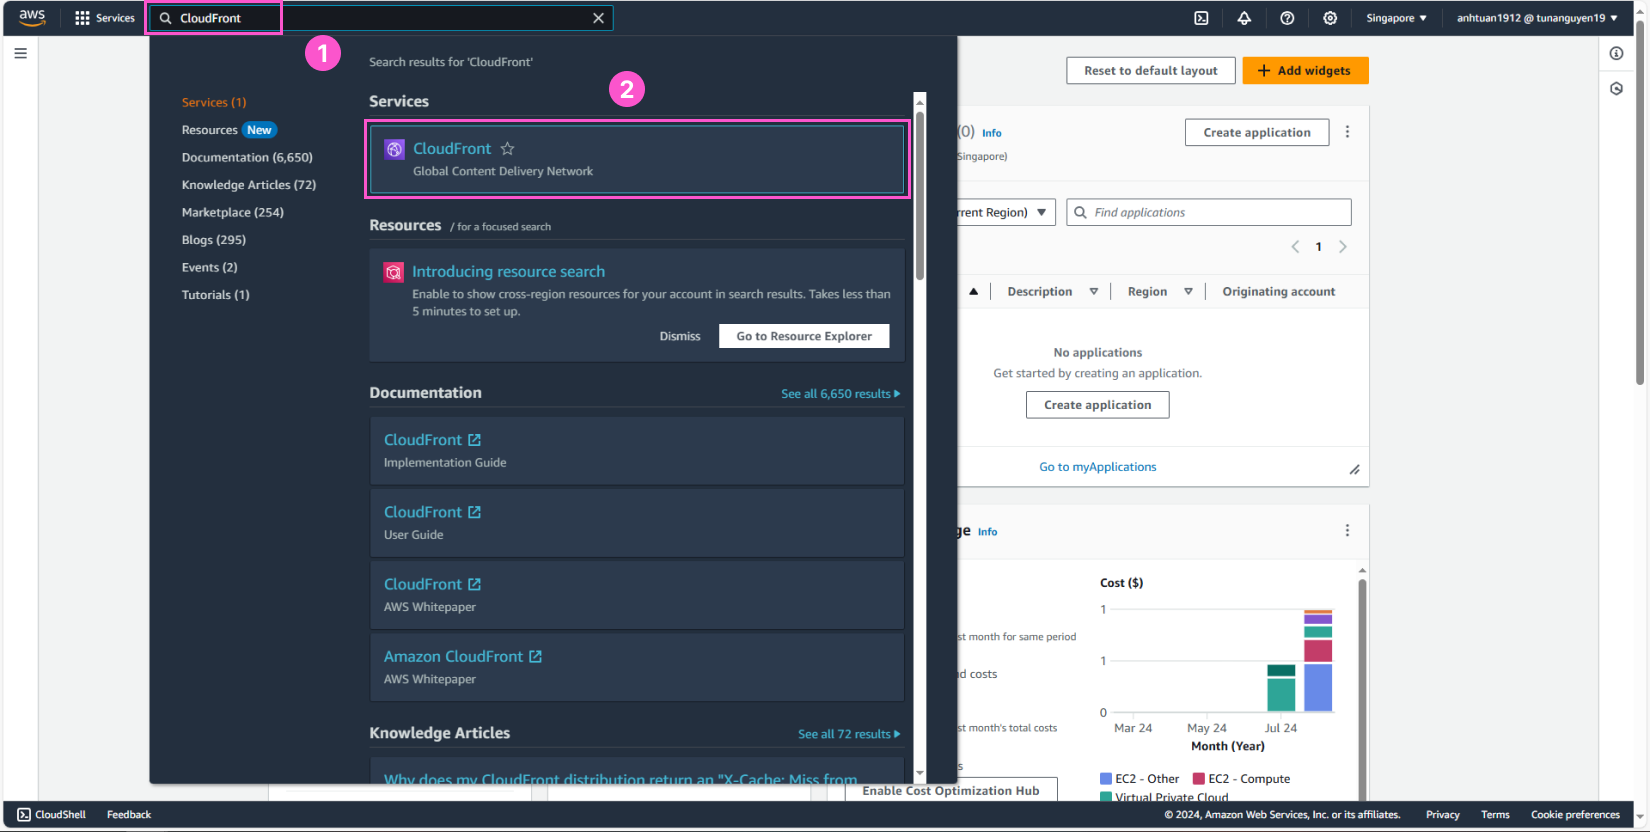 aws
Services
CloudFront
Singapore ▼
anhtuan1912 @ tunanguyen19 ▼
1
Search results for 'CloudFront'
2
Services (1)
Resources New
Documentation (6,650)
Knowledge Articles (72)
Marketplace (254)
Blogs (295)
Events (2)
Tutorials (1)
Services
CloudFront
Global Content Delivery Network
Resources / for a focused search
Introducing resource search
Enable to show cross-region resources for your account in search results. Takes less than
5 minutes to set up.
Dismiss
Go to Resource Explorer
Documentation
See all 6,650 results
CloudFront
Implementation Guide
CloudFront
User Guide
CloudFront
AWS Whitepaper
Amazon CloudFront
AWS Whitepaper
Knowledge Articles
See all 72 results
Why does my CloudFront distribution return an "X-Cache: Miss from
Reset to default layout
+ Add widgets
(0) Info
Singapore)
Create application
rrent Region)
Find applications
1
Description
Region
Originating account
No applications
Get started by creating an application.
Create application
Go to myApplications
ge Info
st month for same period
d costs
st month's total costs
s
Enable Cost Optimization Hub
Cost ($)
1
1
0
Mar 24
May 24
Jul 24
Month (Year)
EC2 - Other
EC2 - Compute
Virtual Private Cloud
CloudShell
Feedback
© 2024, Amazon Web Services, Inc. or its affiliates.
Privacy
Terms
Cookie preferences